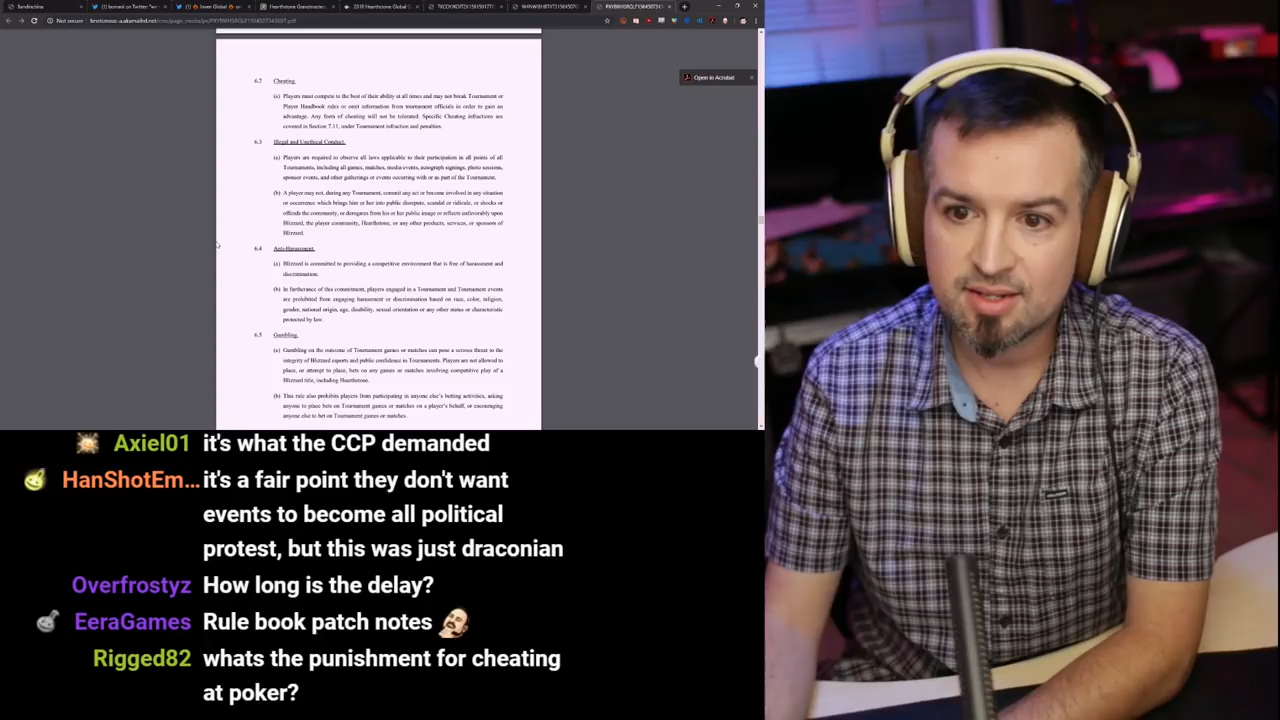 Bandinchina
(1) bornan on Twitter: "we
Inven Global 🔥 on
Hearthstone Grandmasters
2018 Hearthstone Global G
Not secure
Open in Acrobat
6.2 Cheating.
(a) Players must compete to the best of their ability at all times and may not break Tournament or
Player Handbook rules or omit information from tournament officials in order to gain an
advantage. Any form of cheating will not be tolerated. Specific Cheating infractions are
covered in Section 7.11, under Tournament infraction and penalties.
6.3 Illegal and Unethical Conduct.
(a) Players are required to observe all laws applicable to their participation in all points of all
Tournaments, including all games, matches, media events, autograph signings, photo sessions,
sponsor events, and other gatherings or events occurring with or as part of the Tournament.
(b) A player may not, during any Tournament, commit any act or become involved in any situation
or occurrence which brings him or her into public disrepute, scandal or ridicule, or shocks or
offends the community, or derogates from his or her public image or reflects unfavorably upon
Blizzard, the player community, Hearthstone, or any other products, services, or sponsors of
Blizzard.
6.4 Anti-Harassment.
(a) Blizzard is committed to providing a competitive environment that is free of harassment and
discrimination.
(b) In furtherance of this commitment, players engaged in a Tournament and Tournament events
are prohibited from engaging harassment or discrimination based on race, color, religion,
gender, national origin, age, disability, sexual orientation or any other status or characteristic
protected by law.
6.5 Gambling.
(a) Gambling on the outcome of Tournament games or matches can pose a serious threat to the
integrity of Blizzard esports and public confidence in Tournaments. Players are not allowed to
place, or attempt to place, bets on any games or matches involving competitive play of a
Blizzard title, including Hearthstone.
(b) This rule also prohibits players from participating in anyone else's betting activities, asking
anyone to place bets on Tournament games or matches on a player's behalf, or encouraging
anyone else to bet on Tournament games or matches.
Axiel01 it's what the CCP demanded
HanShotEm... it's a fair point they don't want
events to become all political
protest, but this was just draconian
Overfrostyz How long is the delay?
EeraGames Rule book patch notes
Rigged82 whats the punishment for cheating
at poker?